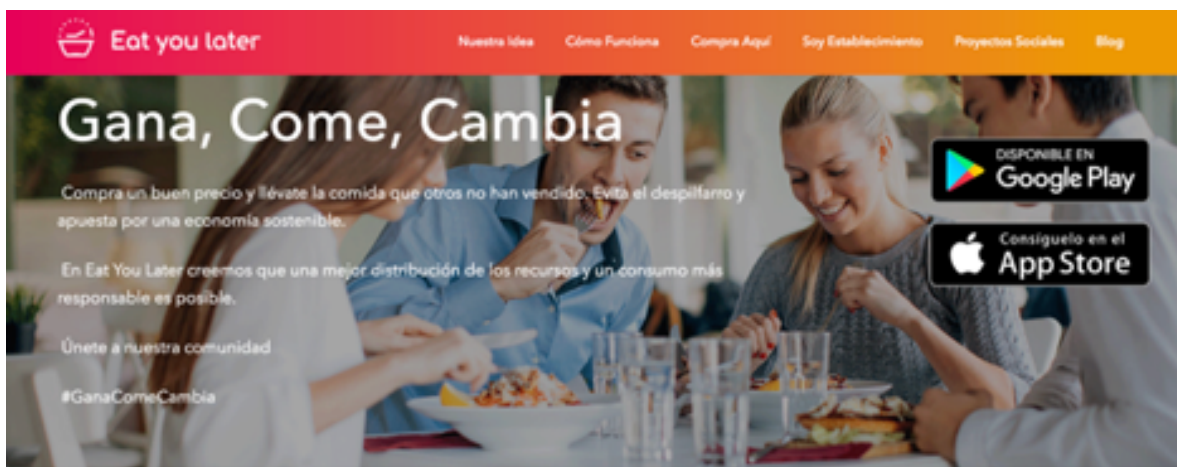 Eat you later
Nuestra Idea
Cómo Funciona
Compra Aquí
Soy Establecimiento
Proyectos Sociales
Blog
Gana, Come, Cambia
Compra un buen precio y llévate la comida que otros no han vendido. Evita el despilfarro y
apuesta por una economía sostenible.
En Eat You Later creemos que una mejor distribución de los recursos y un consumo más
responsable es posible.
Únete a nuestra comunidad
#GanaComeCambia
DISPONIBLE EN
Google Play
Consíguelo en el
App Store